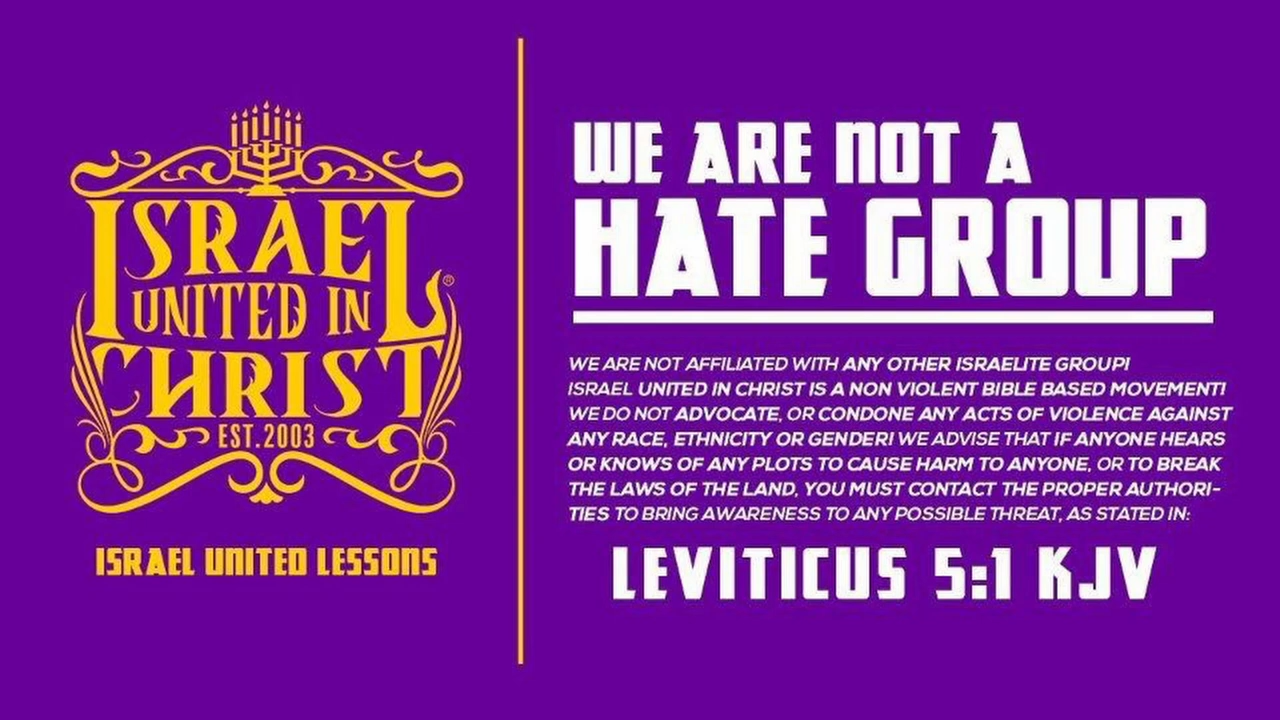 ISRAEL
UNITED IN
CHRIST
®
EST. 2003
ISRAEL UNITED LESSONS
WE ARE NOT A
HATE GROUP
WE ARE NOT AFFILIATED WITH ANY OTHER ISRAELITE GROUP!
ISRAEL UNITED IN CHRIST IS A NON VIOLENT BIBLE BASED MOVEMENT!
WE DO NOT ADVOCATE, OR CONDONE ANY ACTS OF VIOLENCE AGAINST
ANY RACE, ETHNICITY OR GENDER! WE ADVISE THAT IF ANYONE HEARS
OR KNOWS OF ANY PLOTS TO CAUSE HARM TO ANYONE, OR TO BREAK
THE LAWS OF THE LAND, YOU MUST CONTACT THE PROPER AUTHORI-
TIES TO BRING AWARENESS TO ANY POSSIBLE THREAT, AS STATED IN:
LEVITICUS 5:1 KJV